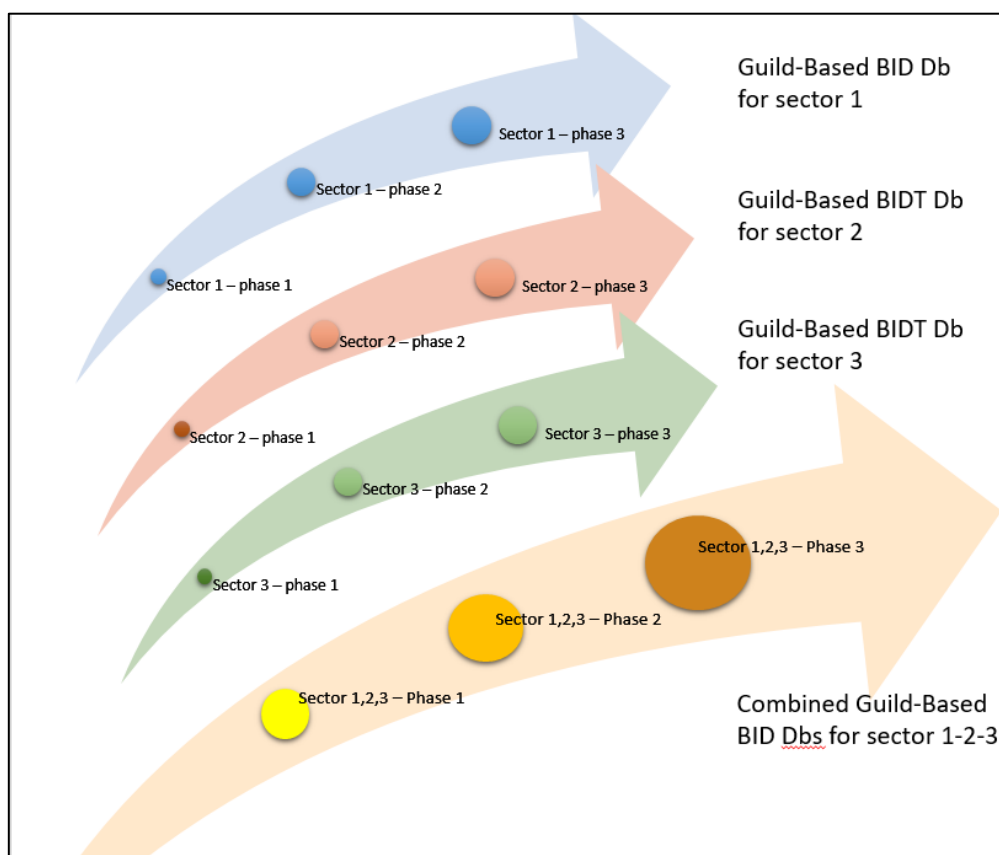 Guild-Based BID Db
for sector 1
Sector 1 – phase 3
Sector 1 – phase 2
Sector 1 – phase 1
Guild-Based BIDT Db
for sector 2
Sector 2 – phase 3
Sector 2 – phase 2
Sector 2 – phase 1
Guild-Based BIDT Db
for sector 3
Sector 3 – phase 3
Sector 3 – phase 2
Sector 3 – phase 1
Sector 1,2,3 – Phase 3
Sector 1,2,3 – Phase 2
Sector 1,2,3 – Phase 1
Combined Guild-Based
BID Dbs for sector 1-2-3